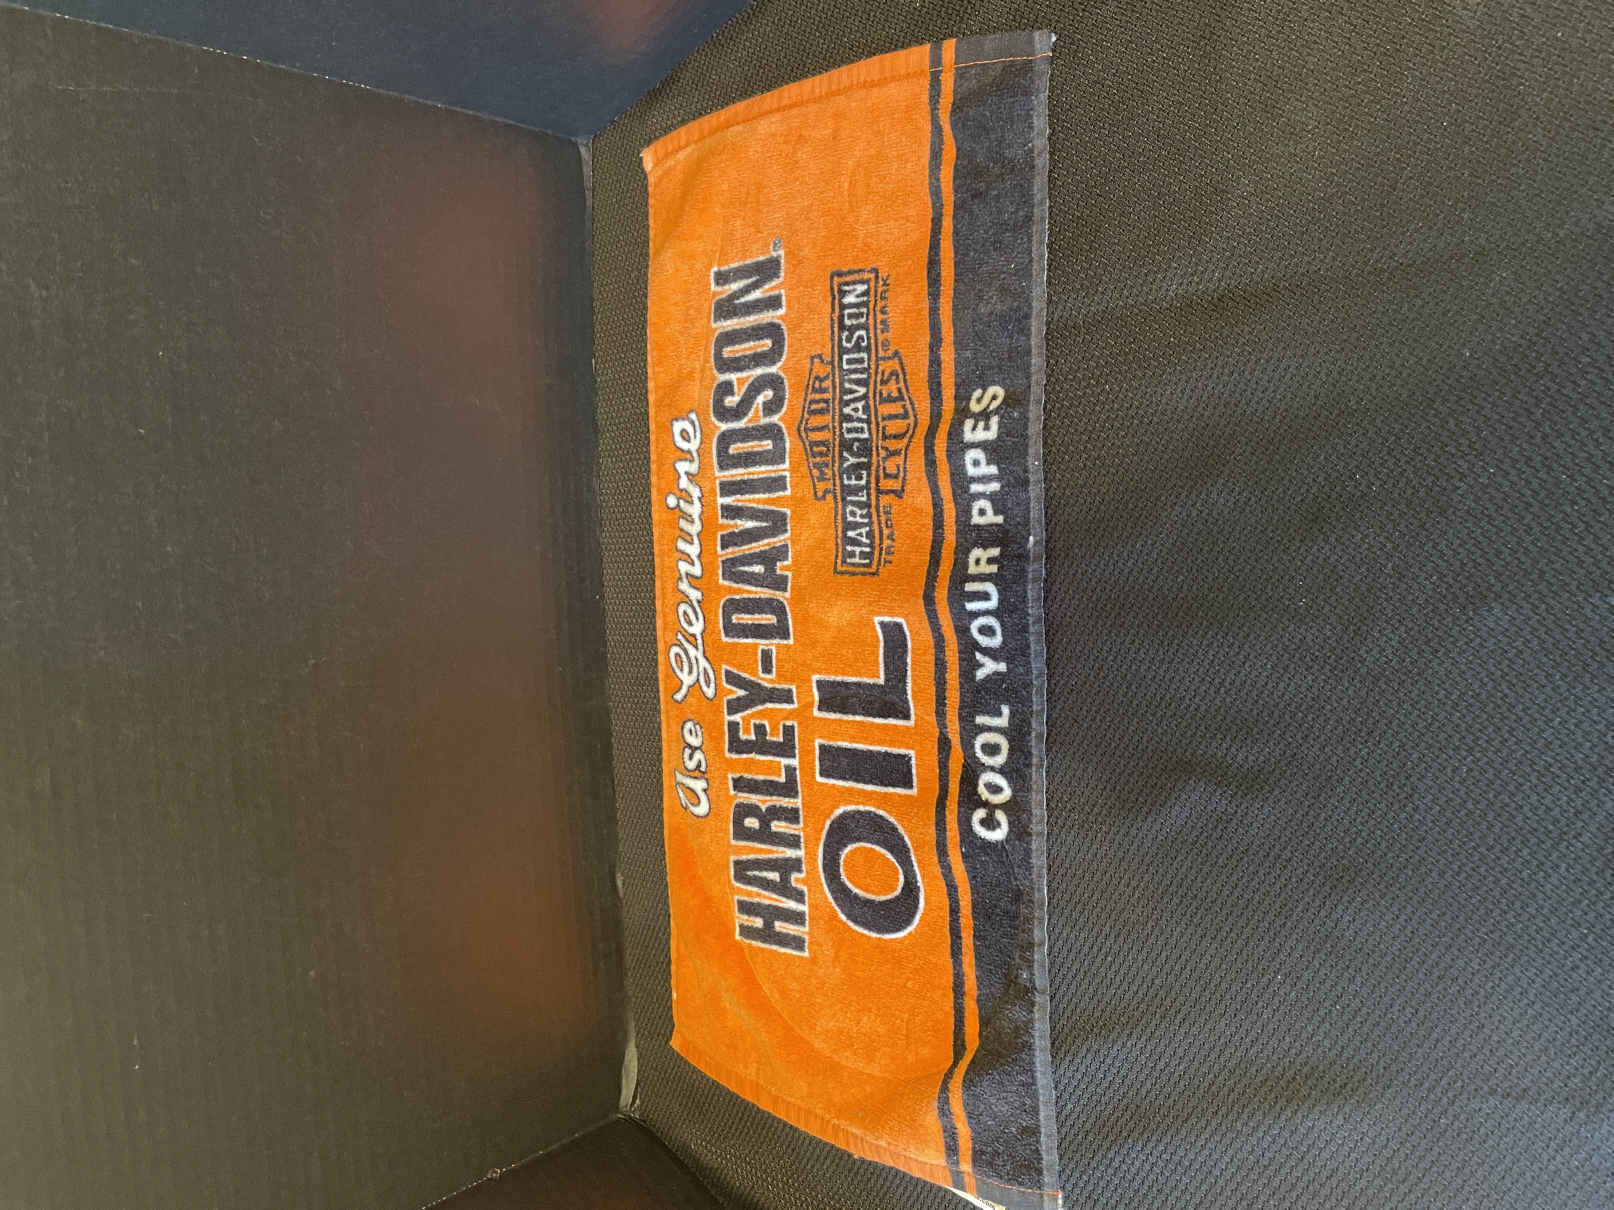 Use Genuine
HARLEY-DAVIDSON®
OIL
MOTOR
HARLEY-DAVIDSON
TRADE CYCLES ® MARK
COOL YOUR PIPES